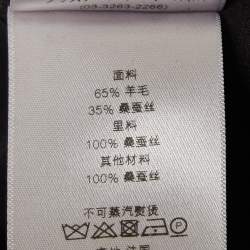 (03-3263-2266)
面料
65% 羊毛
35% 桑蚕丝
里料
100% 桑蚕丝
其他材料
100% 桑蚕丝
不可蒸汽熨烫